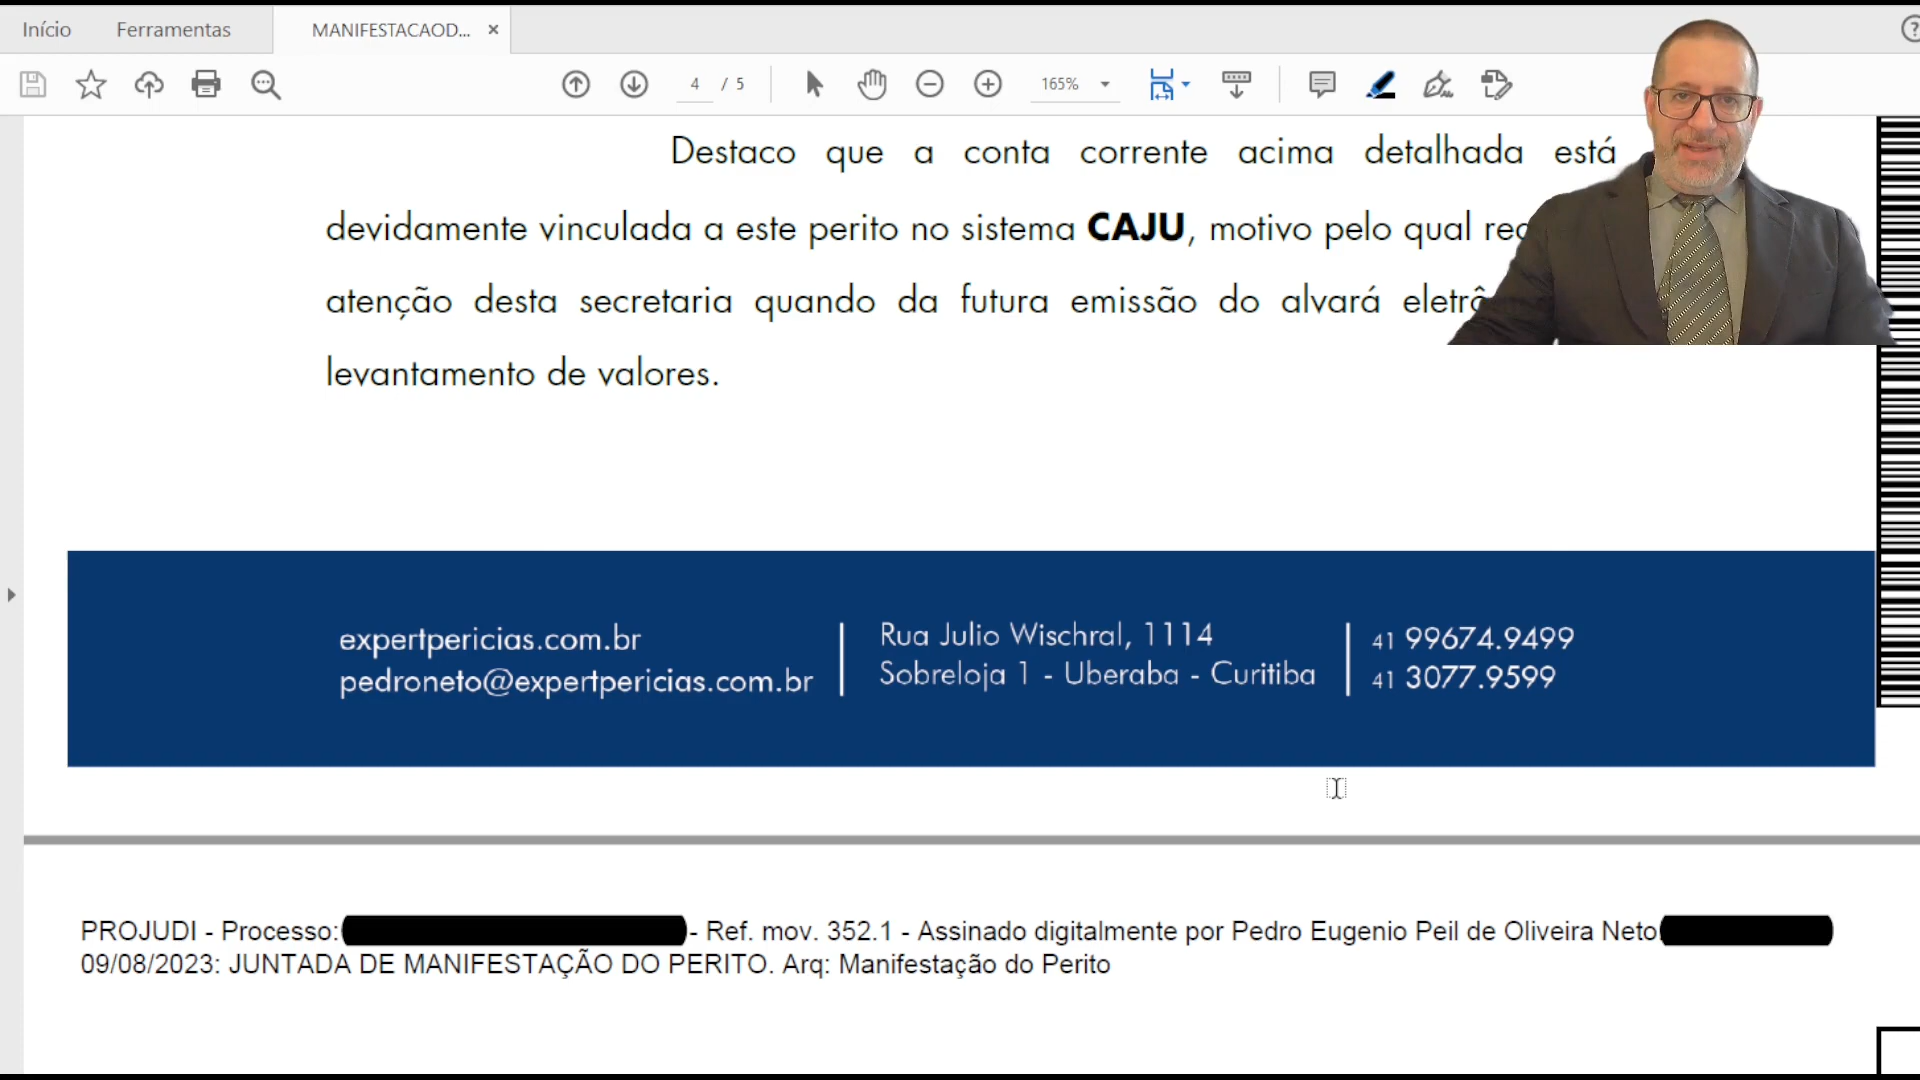 Início Ferramentas MANIFESTACAOD... ×
4 / 5 165%
Destaco que a conta corrente acima detalhada está
devidamente vinculada a este perito no sistema CAJU, motivo pelo qual
atenção desta secretaria quando da futura emissão do alvará
levantamento de valores.
expertpericias.com.br
pedroneto@expertpericias.com.br
Rua Julio Wischral, 1114
Sobreloja 1 - Uberaba - Curitiba
41 99674.9499
41 3077.9599
PROJUDI - Processo: - Ref. mov. 352.1 - Assinado digitalmente por Pedro Eugenio Peil de Oliveira Neto
09/08/2023: JUNTADA DE MANIFESTAÇÃO DO PERITO. Arq: Manifestação do Perito